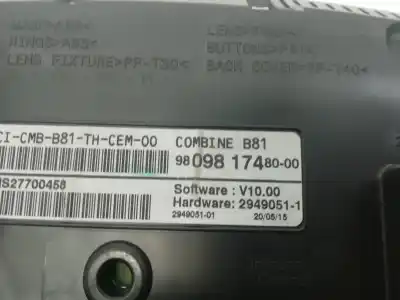 RINGS>ABS<
LENS FIXTURE>PP-T30<
BUTTONS>
BACK COVER>PP-T40<
CI-CMB-B81-TH-CEM-00
COMBINE B81
98 098 174 80-00
S27700458
Software : V10.00
Hardware: 2949051-1
2949051-01 20/05/15